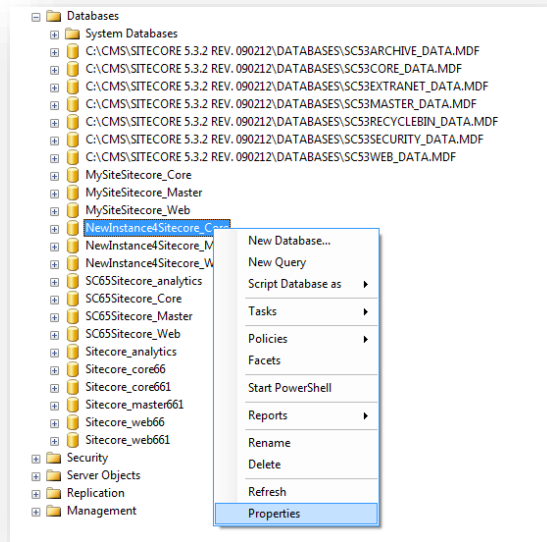 Databases
System Databases
C:\CMS\SITECORE 5.3.2 REV. 090212\DATABASES\SC53ARCHIVE_DATA.MDF
C:\CMS\SITECORE 5.3.2 REV. 090212\DATABASES\SC53CORE_DATA.MDF
C:\CMS\SITECORE 5.3.2 REV. 090212\DATABASES\SC53EXTRANET_DATA.MDF
C:\CMS\SITECORE 5.3.2 REV. 090212\DATABASES\SC53MASTER_DATA.MDF
C:\CMS\SITECORE 5.3.2 REV. 090212\DATABASES\SC53RECYCLEBIN_DATA.MDF
C:\CMS\SITECORE 5.3.2 REV. 090212\DATABASES\SC53SECURITY_DATA.MDF
C:\CMS\SITECORE 5.3.2 REV. 090212\DATABASES\SC53WEB_DATA.MDF
MySiteSitecore_Core
MySiteSitecore_Master
MySiteSitecore_Web
NewInstance4Sitecore_Core
NewInstance4Sitecore_M
NewInstance4Sitecore_W
SC65Sitecore_analytics
SC65Sitecore_Core
SC65Sitecore_Master
SC65Sitecore_Web
Sitecore_analytics
Sitecore_core66
Sitecore_core661
Sitecore_master661
Sitecore_web66
Sitecore_web661
Security
Server Objects
Replication
Management
New Database...
New Query
Script Database as
Tasks
Policies
Facets
Start PowerShell
Reports
Rename
Delete
Refresh
Properties